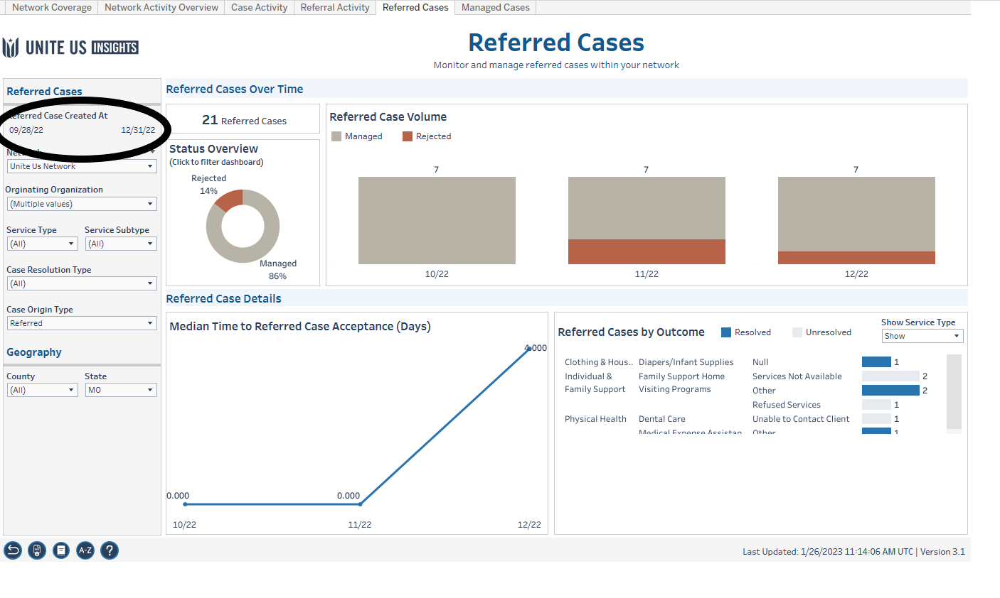 Network Coverage
Network Activity Overview
Case Activity
Referral Activity
Referred Cases
Managed Cases
UNITE US INSIGHTS
Referred Cases
Monitor and manage referred cases within your network
Referred Cases
Referred Case Created At
09/28/22 12/31/22
Unite Us Network
Orginating Organization
(Multiple values)
Service Type Service Subtype
(All) (All)
Case Resolution Type
(All)
Case Origin Type
Referred
Geography
County State
(All) MO
Referred Cases Over Time
21 Referred Cases
Status Overview
(Click to filter dashboard)
Rejected
14%
Managed
86%
Referred Case Volume
Managed Rejected
7 7 7
10/22 11/22 12/22
Referred Case Details
Median Time to Referred Case Acceptance (Days)
4.000
0.000 0.000
10/22 11/22 12/22
Referred Cases by Outcome
Resolved Unresolved
Show Service Type
Show
Clothing & Hous.. Diapers/Infant Supplies Null 1
Individual & Family Support Home Services Not Available 2
Family Support Visiting Programs Other 2
Refused Services 1
Physical Health Dental Care Unable to Contact Client 1
Medical Expense Assistan Other 1
A-Z ?
Last Updated: 1/26/2023 11:14:06 AM UTC | Version 3.1